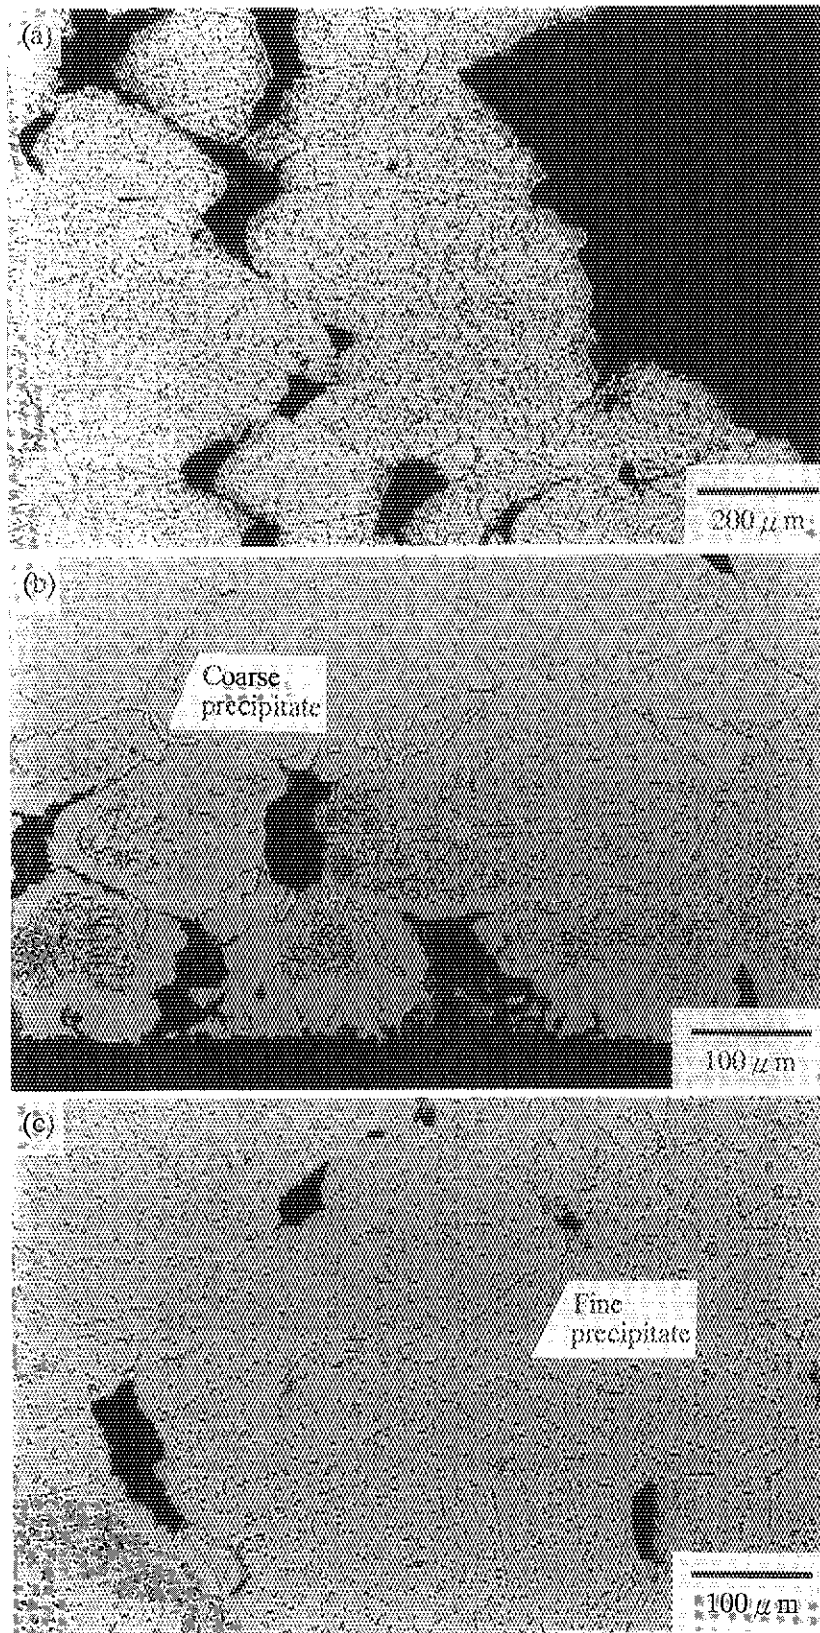 (a)
200 μm
(b)
Coarse
precipitate
100 μm
(c)
Fine
precipitate
100 μm